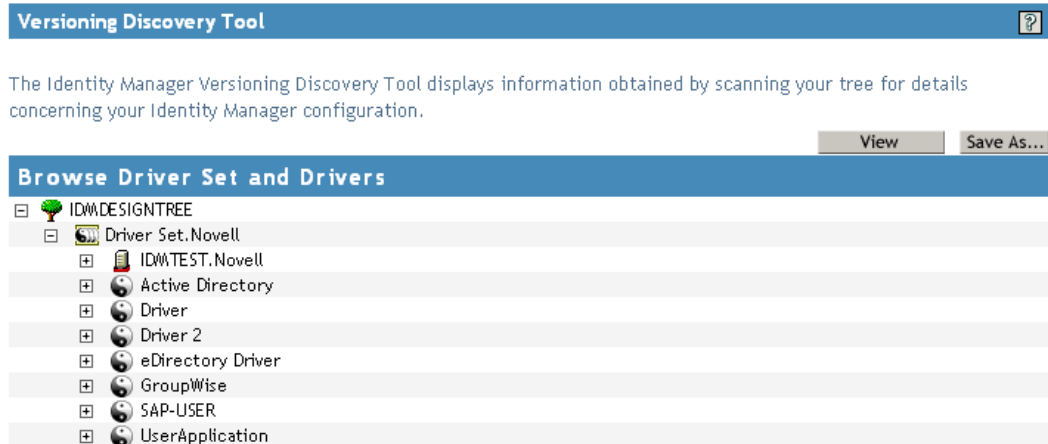 Versioning Discovery Tool
?
The Identity Manager Versioning Discovery Tool displays information obtained by scanning your tree for details
concerning your Identity Manager configuration.
View Save As...
Browse Driver Set and Drivers
IDMDESIGNTREE
Driver Set.Novell
IDMTEST.Novell
Active Directory
Driver
Driver 2
eDirectory Driver
GroupWise
SAP-USER
UserApplication